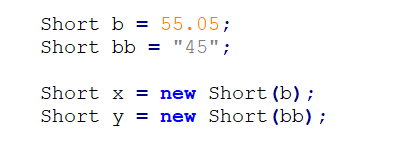 Short b = 55.05;
Short bb = "45";
Short x = new Short(b);
Short y = new Short(bb);